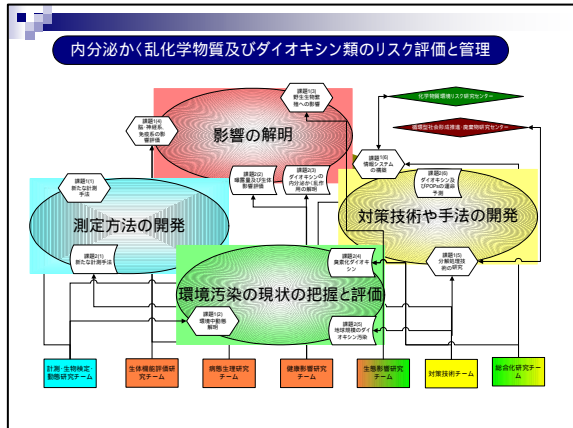 内分泌かく乱化学物質及びダイオキシン類のリスク評価と管理
課題1(3)
野生生物繁
殖への影響
化学物質環境リスク研究センター
循環型社会形成推進・廃棄物研究センター
課題1(4)
脳・神経系、
免疫系の影
響評価
影響の解明
課題1(6)
情報システム
の構築
課題1(1)
新たな計測
手法
課題2(2)
曝露量及び生体
影響評価
課題2(3)
ダイオキシンの
内分泌かく乱作
用の解明
課題2(6)
ダイオキシン及
びPOPsの運命
予測
測定方法の開発
対策技術や手法の開発
課題2(1)
新たな計測手法
課題2(4)
臭素化ダイオキ
シン
課題1(5)
分解処理技
術の研究
環境汚染の現状の把握と評価
課題1(2)
環境中動態
解明
課題2(5)
地球規模のダイ
オキシン汚染
計測・生物検定・
動態研究チーム
生体機能評価研
究チーム
病態生理研究チ
ーム
健康影響研究チ
ーム
生態影響研究チ
ーム
対策技術チーム
総合化研究チー
ム